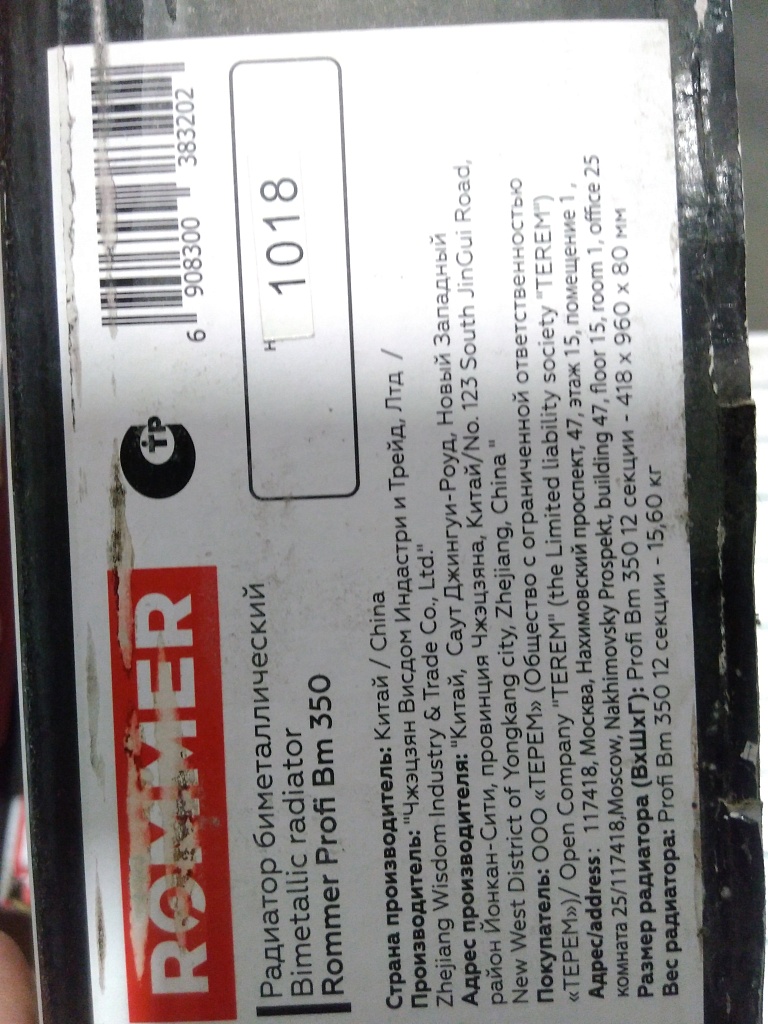 ROMMER
СТР
6 908300 383202
Радиатор биметаллический
Bimetallic radiator
Rommer Profi Bm 350
н
1018
Страна производитель: Китай / China
Производитель: "Чжэцзян Висдом Индастри и Трейд, Лтд /
Zhejiang Wisdom Industry & Trade Co., Ltd."
Адрес производителя: "Китай, Саут Джингуи-Роуд, Новый Западный
район Йонкан-Сити, провинция Чжэцзяна, Китай/No. 123 South JinGui Road,
New West District of Yongkang city, Zhejiang, China "
Покупатель: ООО «ТЕРЕМ» (Общество с ограниченной ответственностью
«ТЕРЕМ»)/ Open Company "TEREM" (the Limited liability society "TEREM")
Адрес/address: 117418, Москва, Нахимовский проспект, 47, этаж 15, помещение 1 ,
комната 25/117418,Moscow, Nakhimovsky Prospekt, building 47, floor 15, room 1, office 25
Размер радиатора (ВхШхГ): Profi Bm 350 12 секции - 418 x 960 x 80 мм
Вес радиатора: Profi Bm 350 12 секции - 15,60 кг